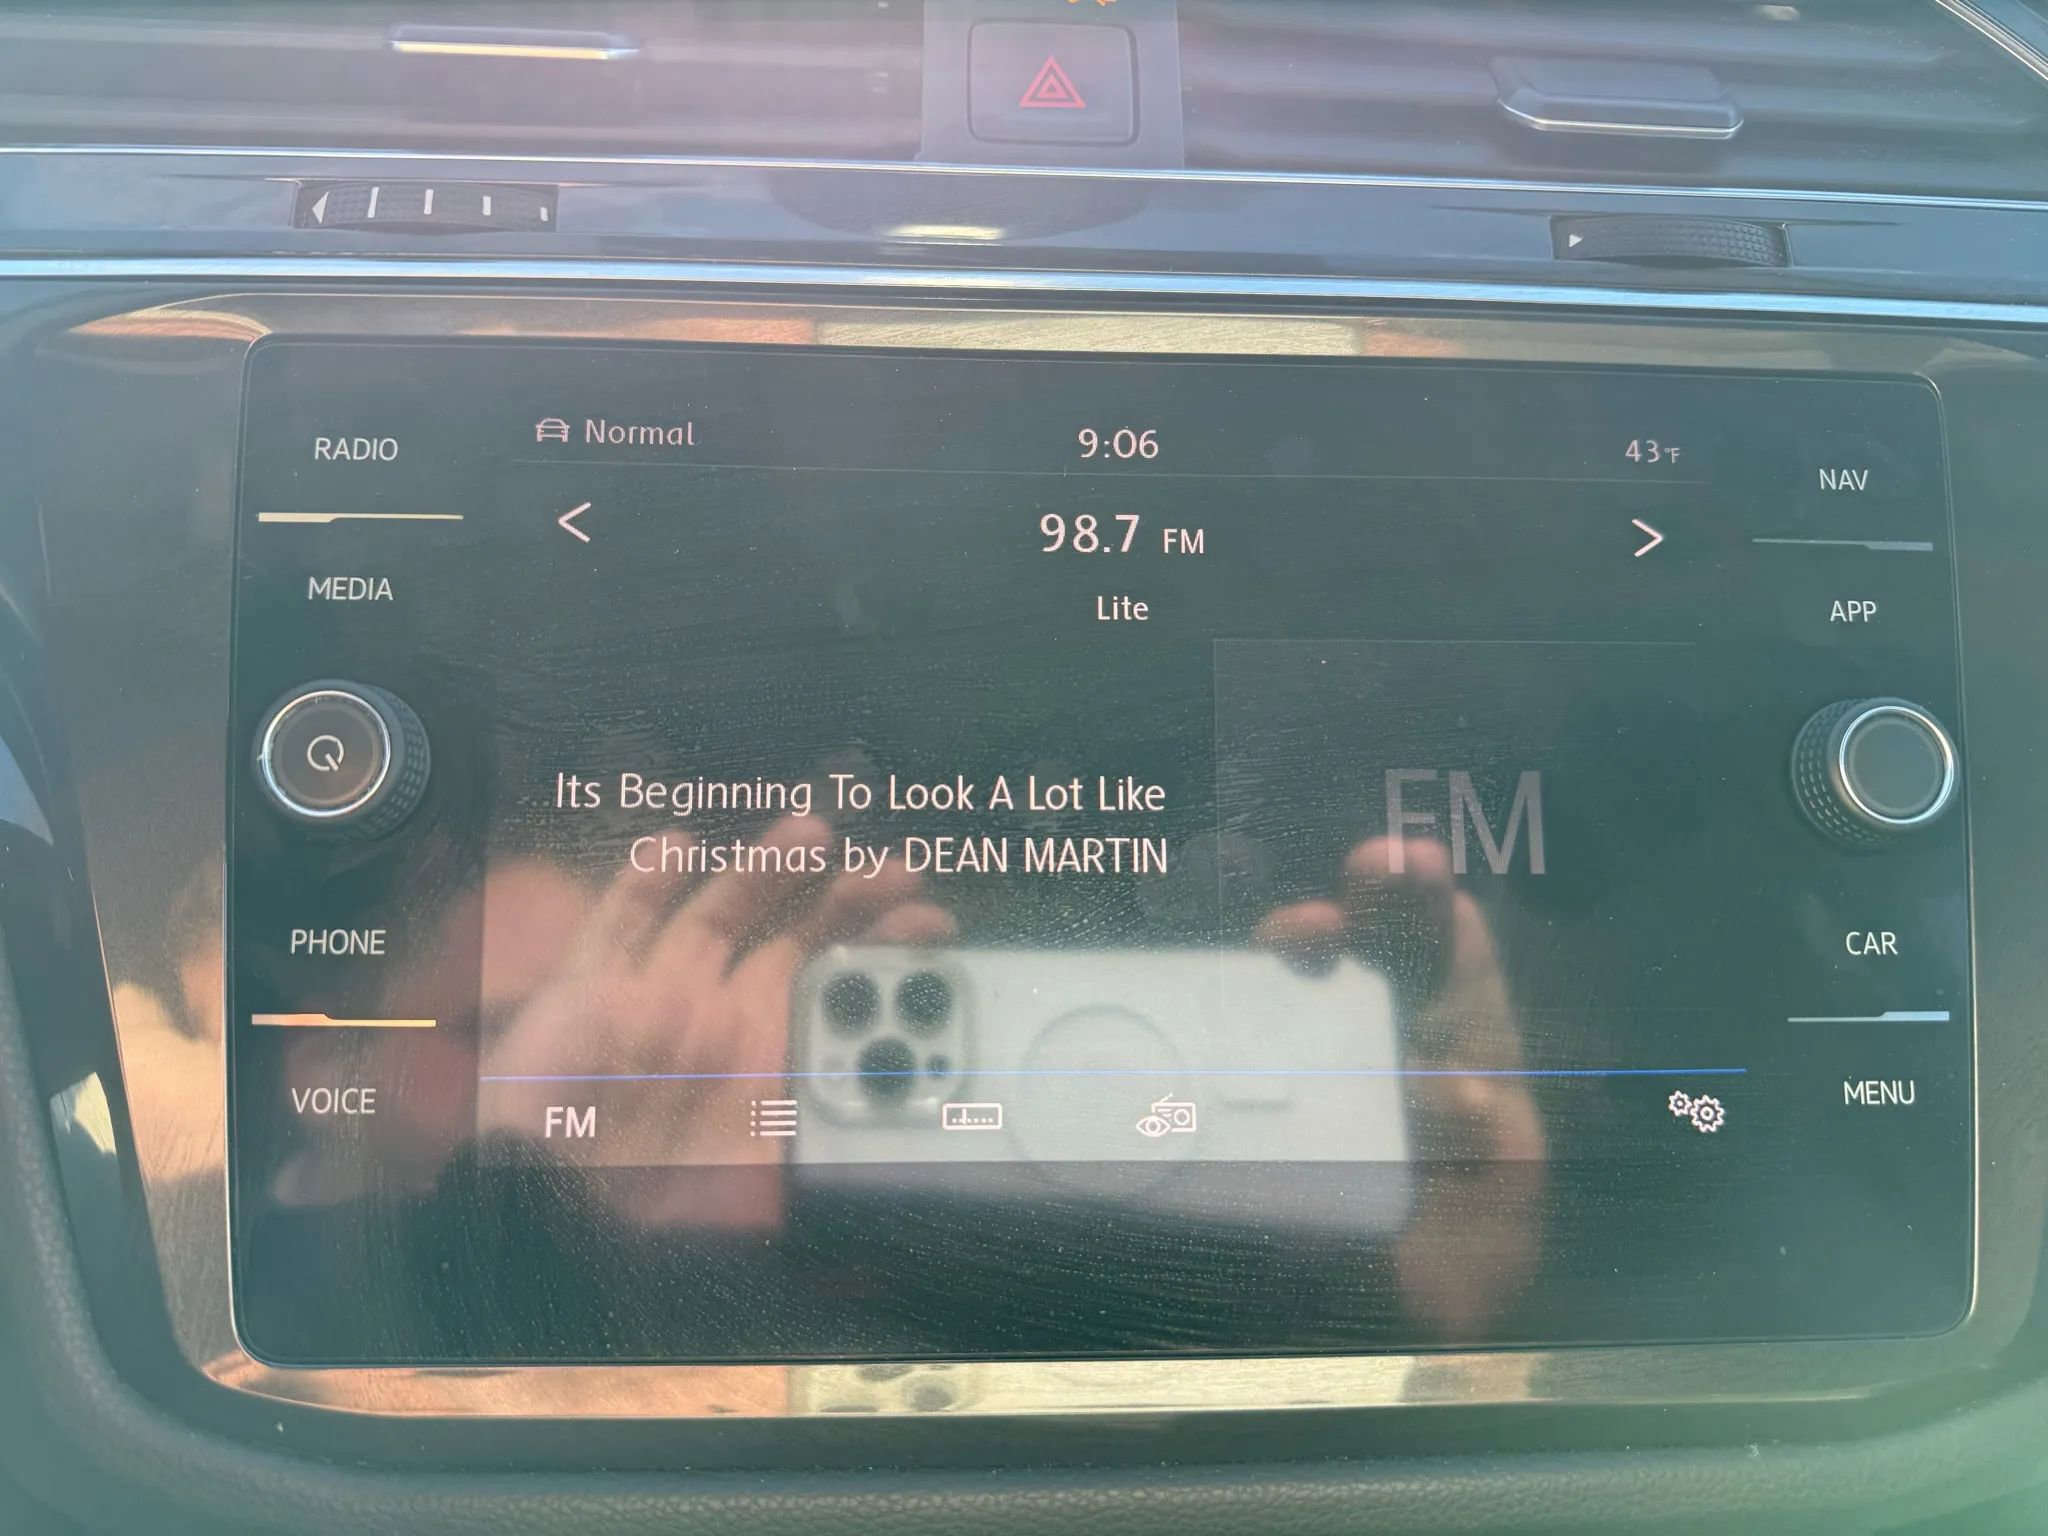 RADIO
MEDIA
PHONE
VOICE
Normal
9:06
43°F
98.7 FM
Lite
Its Beginning To Look A Lot Like
Christmas by DEAN MARTIN
FM
FM
NAV
APP
CAR
MENU